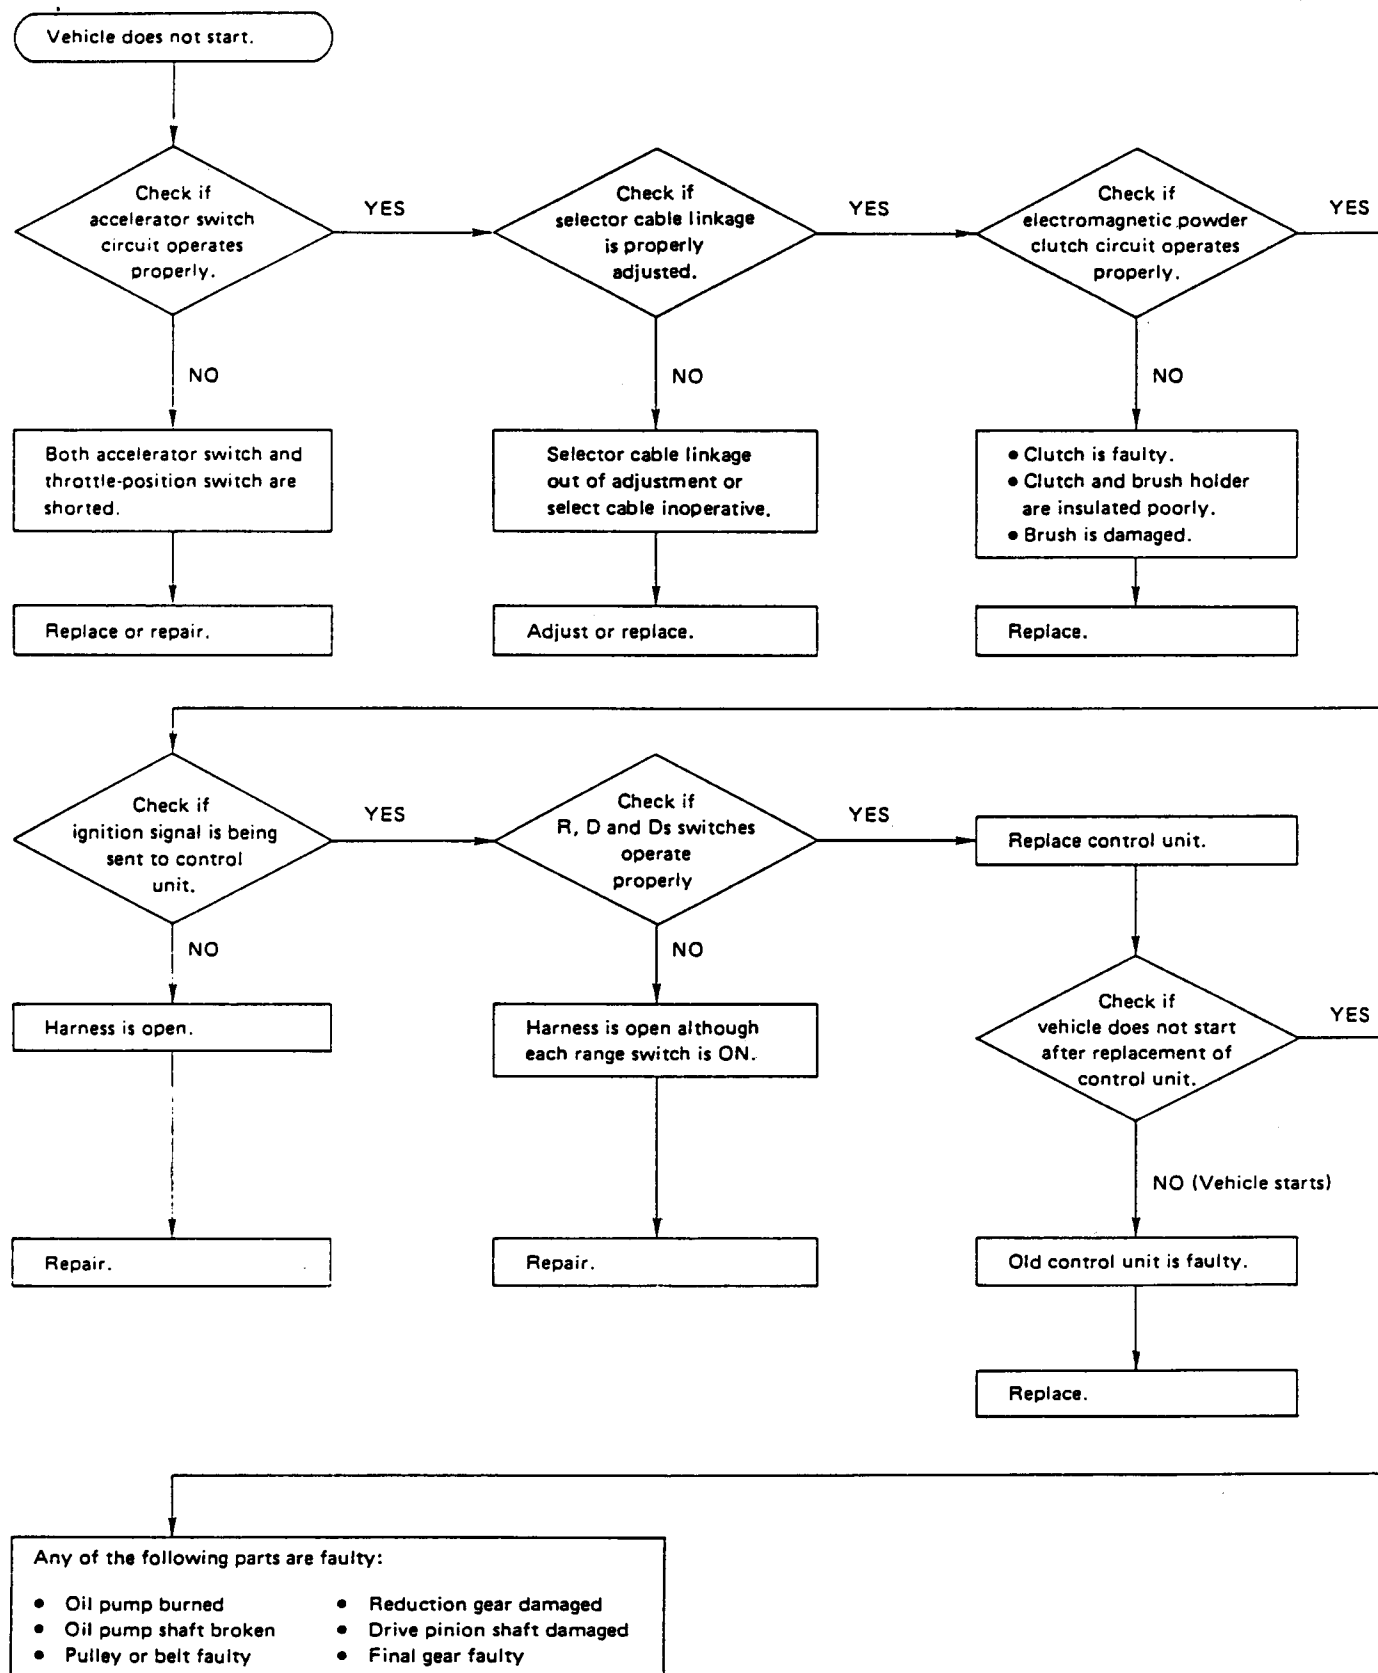 Vehicle does not start.
Check if
accelerator switch
circuit operates
properly.
YES
Check if
selector cable linkage
is properly
adjusted.
YES
Check if
electromagnetic powder
clutch circuit operates
properly.
YES
NO
NO
NO
Both accelerator switch and
throttle-position switch are
shorted.
Selector cable linkage
out of adjustment or
select cable inoperative.
● Clutch is faulty.
● Clutch and brush holder
are insulated poorly.
● Brush is damaged.
Replace or repair.
Adjust or replace.
Replace.
Check if
ignition signal is being
sent to control
unit.
YES
Check if
R, D and Ds switches
operate
properly
YES
Replace control unit.
NO
NO
Harness is open.
Harness is open although
each range switch is ON.
Check if
vehicle does not start
after replacement of
control unit.
YES
NO (Vehicle starts)
Repair.
Repair.
Old control unit is faulty.
Replace.
Any of the following parts are faulty:
● Oil pump burned
● Oil pump shaft broken
● Pulley or belt faulty
● Reduction gear damaged
● Drive pinion shaft damaged
● Final gear faulty